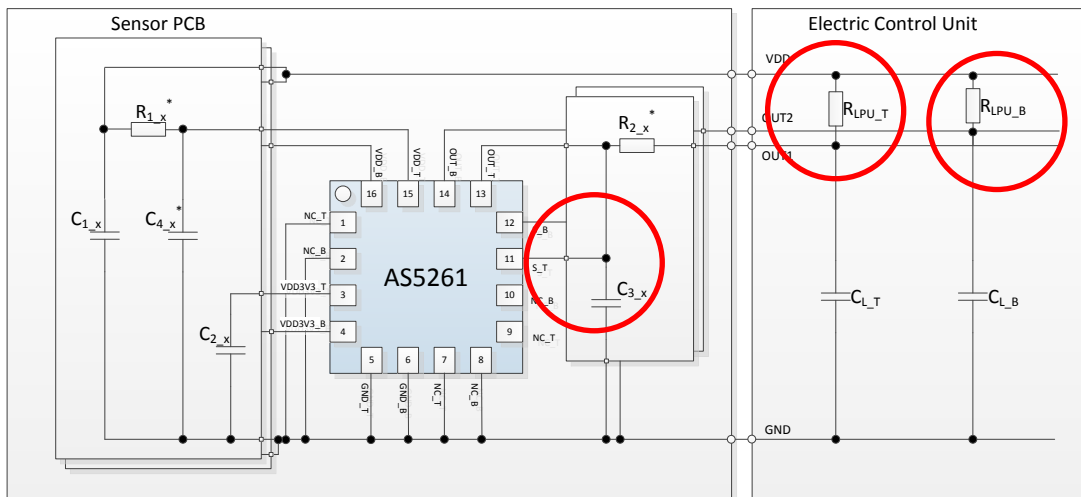 Sensor PCB
Electric Control Unit
VDD
R1_x*
R2_x*
RLPU_T
RLPU_B
OUT2
OUT1
VDD_B
VDD_T
OUT_B
OUT_T
16
15
14
13
C1_x
C4_x*
NC_T
1
12
_B
NC_B
2
AS5261
11
S_T
VDD3V3_T
3
10
NC_B
C3_x
CL_T
CL_B
VDD3V3_B
4
9
NC_T
C2_x
5
6
7
8
GND_T
GND_B
NC_T
NC_B
GND